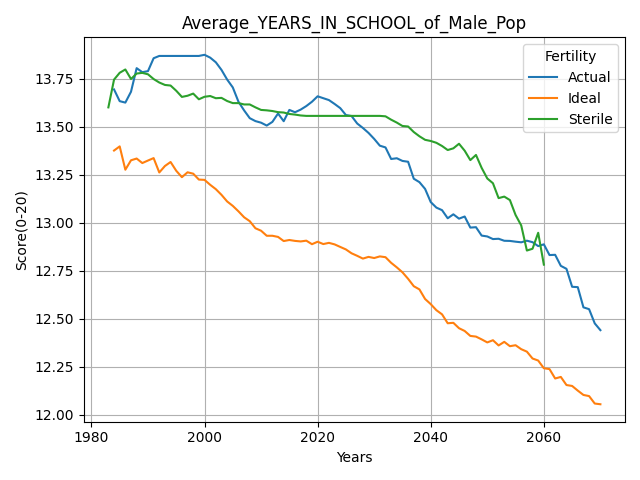 Average_YEARS_IN_SCHOOL_of_Male_Pop
Fertility
Actual
Ideal
Sterile
Score(0-20)
13.75
13.50
13.25
13.00
12.75
12.50
12.25
12.00
1980 2000 2020 2040 2060
Years